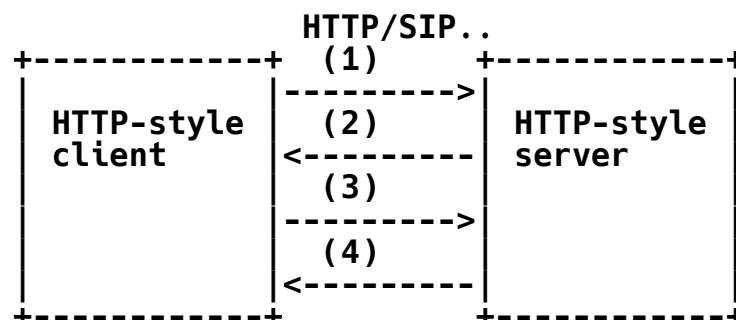 HTTP/SIP..
(1)
HTTP-style (2) HTTP-style
client server
(3)
(4)